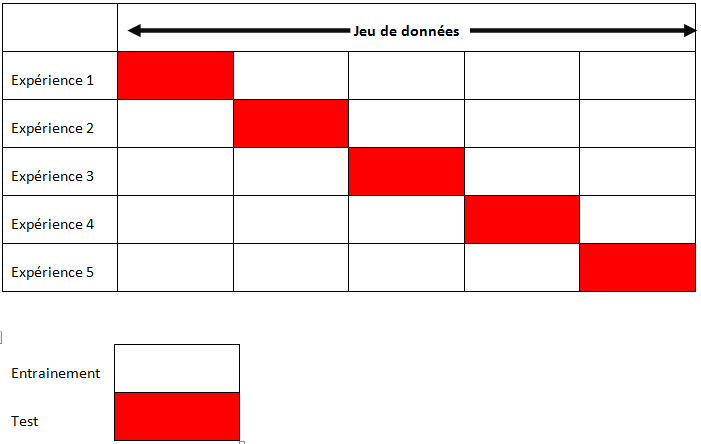 Jeu de données
Expérience 1
Expérience 2
Expérience 3
Expérience 4
Expérience 5
Entrainement
Test